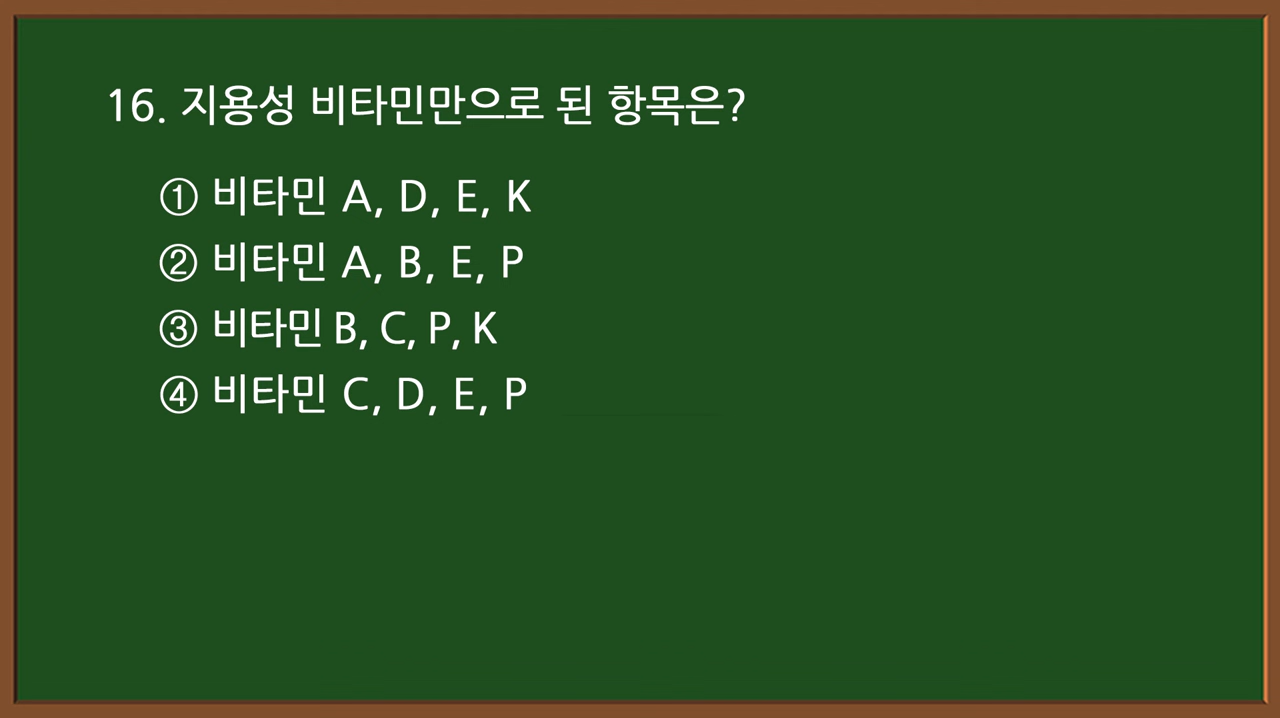 16. 지용성 비타민만으로 된 항목은?
① 비타민 A, D, E, K
② 비타민 A, B, E, P
③ 비타민 B, C, P, K
④ 비타민 C, D, E, P